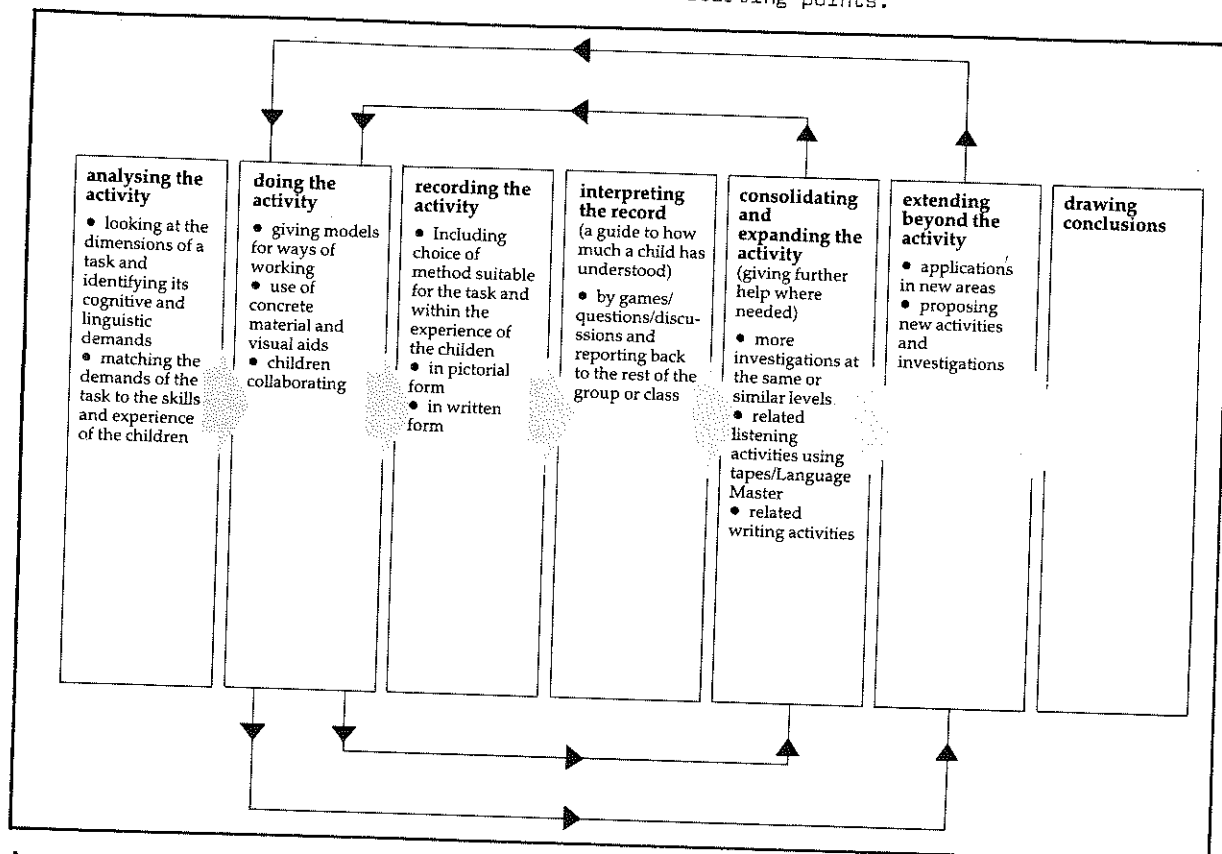 points.
analysing the
activity
• looking at the
dimensions of a
task and
identifying its
cognitive and
linguistic
demands
• matching the
demands of the
task to the skills
and experience
of the children
doing the
activity
• giving models
for ways of
working
• use of
concrete
material and
visual aids
• children
collaborating
recording the
activity
• Including
choice of
method suitable
for the task and
within the
experience of
the childen
• in pictorial
form
• in written
form
interpreting
the record
(a guide to how
much a child has
understood)
• by games/
questions/discu-
ssions and
reporting back
to the rest of the
group or class
consolidating
and
expanding the
activity
(giving further
help where
needed)
• more
investigations at
the same or
similar levels
• related
listening
activities using
tapes/Language
Master
• related
writing activities
extending
beyond the
activity
• applications
in new areas
• proposing
new activities
and
investigations
drawing
conclusions